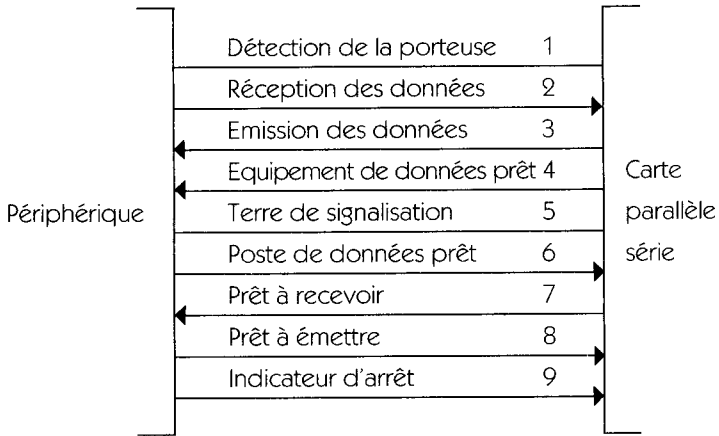 Détection de la porteuse 1
Réception des données 2
Emission des données 3
Equipement de données prêt 4
Périphérique
Terre de signalisation 5
Poste de données prêt 6
Prêt à recevoir 7
Prêt à émettre 8
Indicateur d'arrêt 9
Carte
parallèle
série